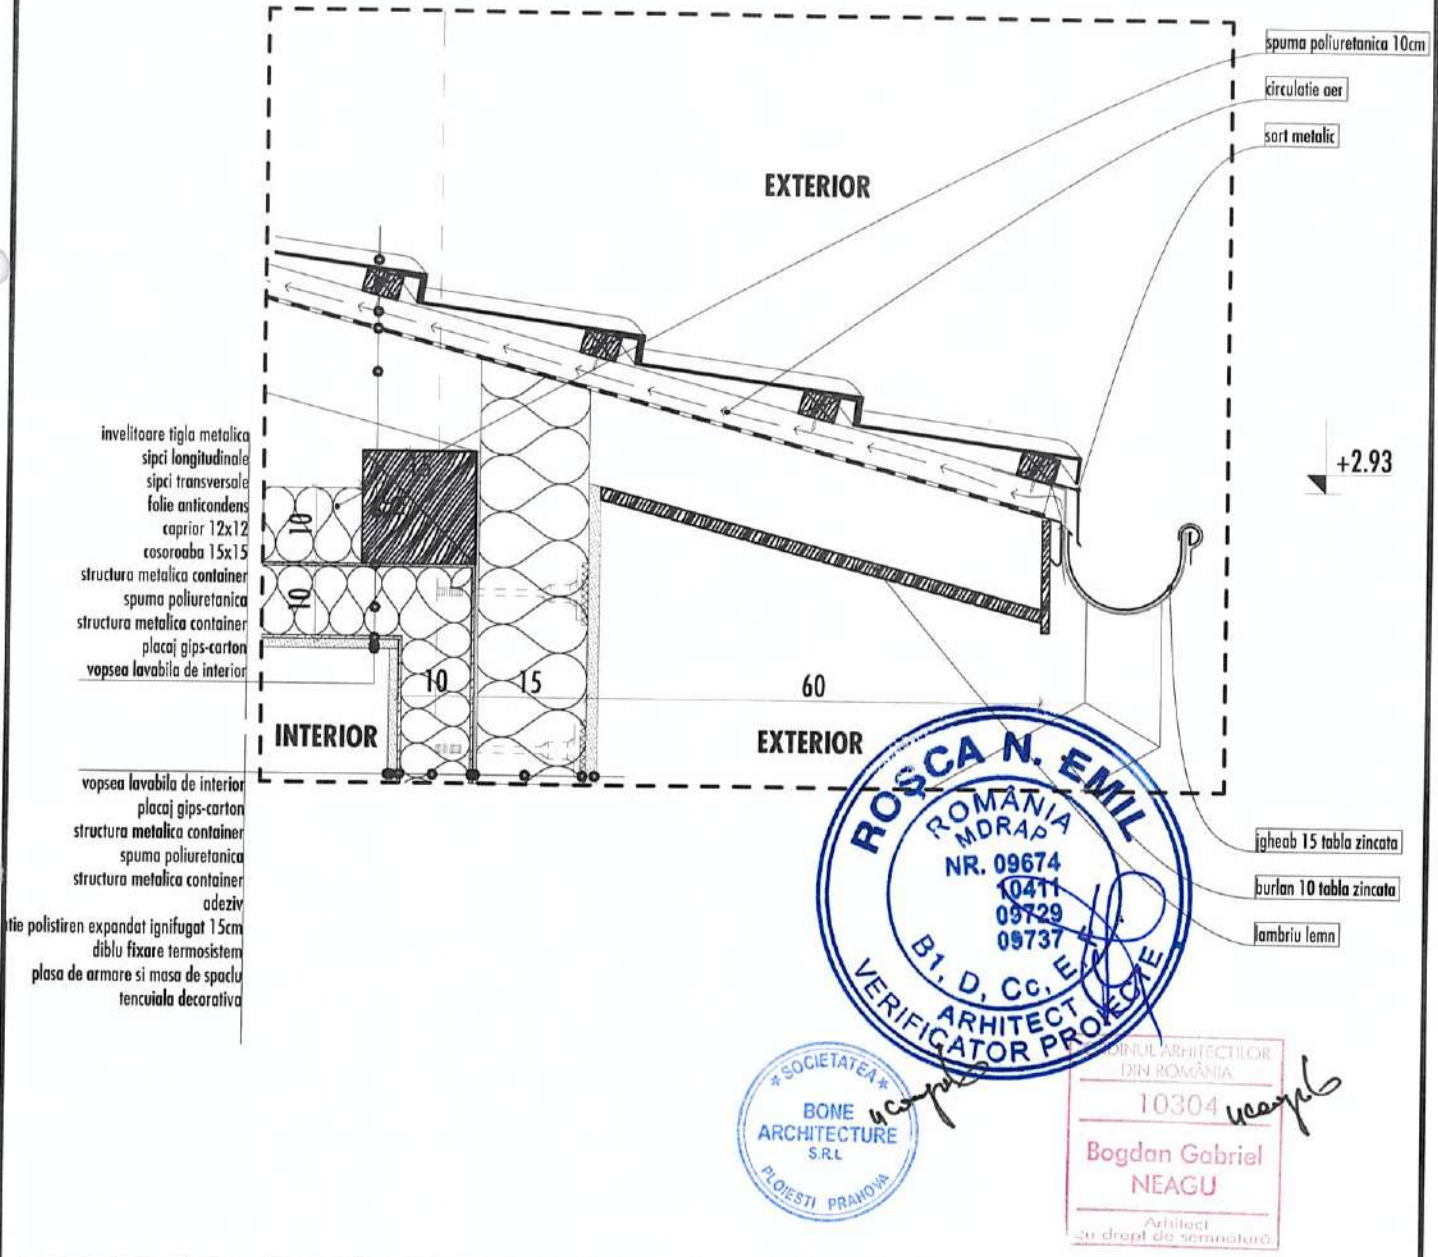 spuma poliuretanica 10cm
circulatie aer
sort metalic
EXTERIOR
+2.93
invelitoare tigla metalica
sipci longitudinale
sipci transversale
folie anticondens
caprior 12x12
cosoroaba 15x15
structura metalica container
spuma poliuretanica
structura metalica container
placaj gips-carton
vopsea lavabila de interior
10
10
10
15
60
INTERIOR
EXTERIOR
vopsea lavabila de interior
placaj gips-carton
structura metalica container
spuma poliuretanica
structura metalica container
adeziv
tie polistiren expandat ignifugat 15cm
diblu fixare termosistem
plasa de armare si masa de spaclu
tencuiala decorativa
jgheab 15 tabla zincata
burlan 10 tabla zincata
lambriu lemn
ROȘCA N. EMIL
ROMÂNIA
MDRAP
NR. 09674
10411
09729
09737
B1, D, Cc, E, F
ARHITECT
VERIFICATOR PROIECTE
SOCIETATEA
BONE
ARCHITECTURE
S.R.L
PLOIESTI PRAHOVA
ORDINUL ARHITECTILOR
DIN ROMÂNIA
10304
Bogdan Gabriel
NEAGU
Arhitect
cu drept de semnătură